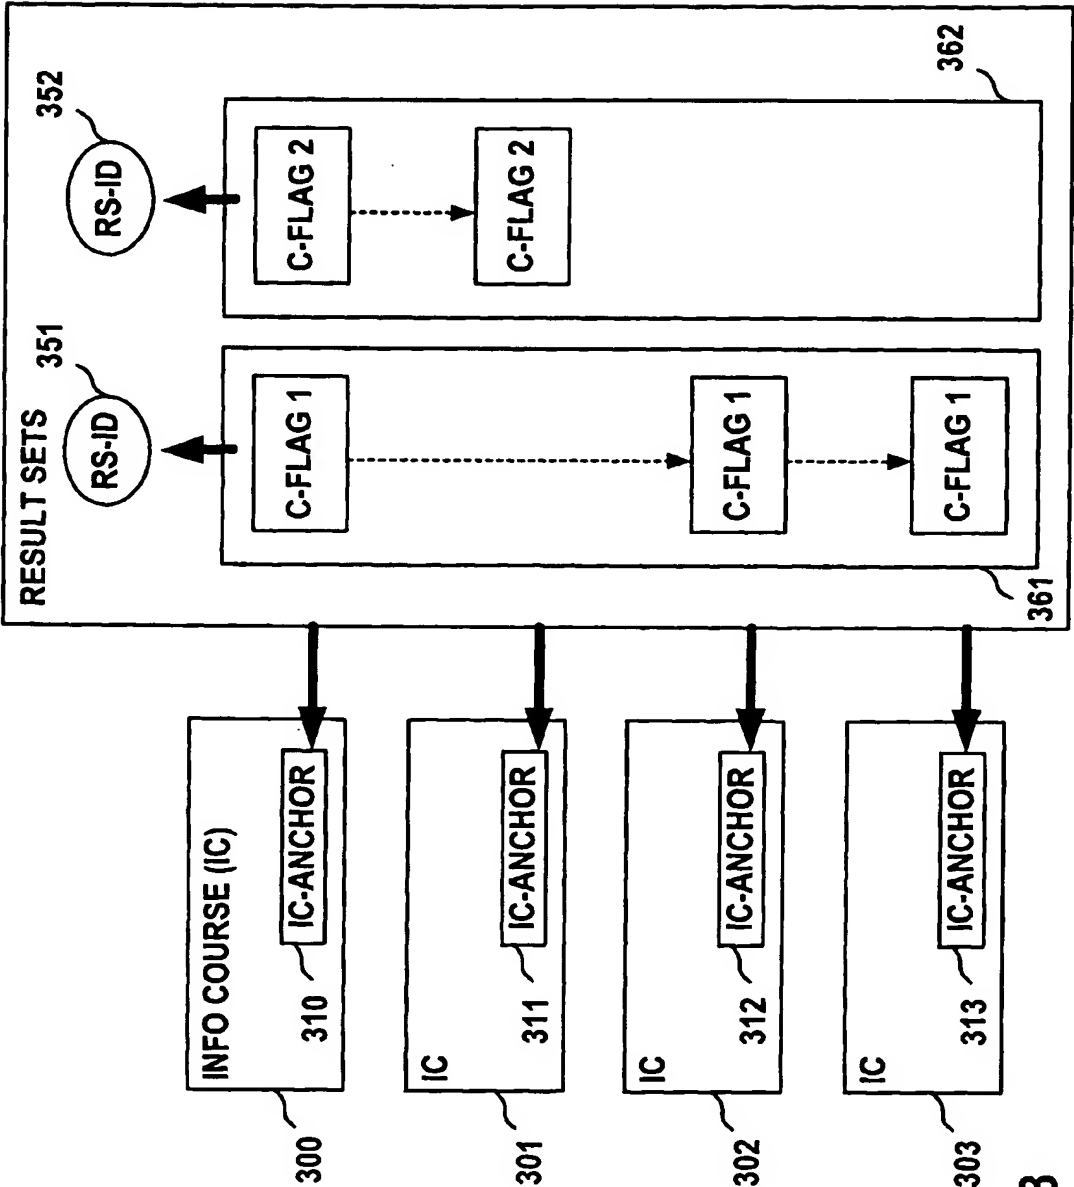 RESULT SETS
351
352
RS-ID
RS-ID
C-FLAG 1
C-FLAG 2
C-FLAG 2
C-FLAG 1
C-FLAG 1
361
362
INFO COURSE (IC)
IC-ANCHOR
310
300
IC
IC-ANCHOR
311
301
IC
IC-ANCHOR
312
302
IC
IC-ANCHOR
313
303